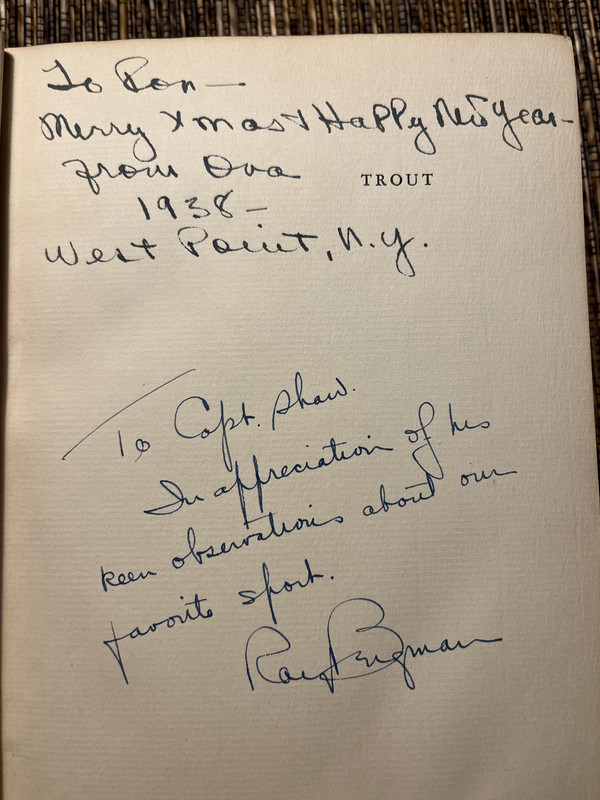 To Ron—
Merry Xmas + Happy New Year—
from Ova
TROUT
1938—
West Point, N.Y.
To Capt. Shaw.
In appreciation of his
keen observations about our
favorite sport.
Ray Bergman